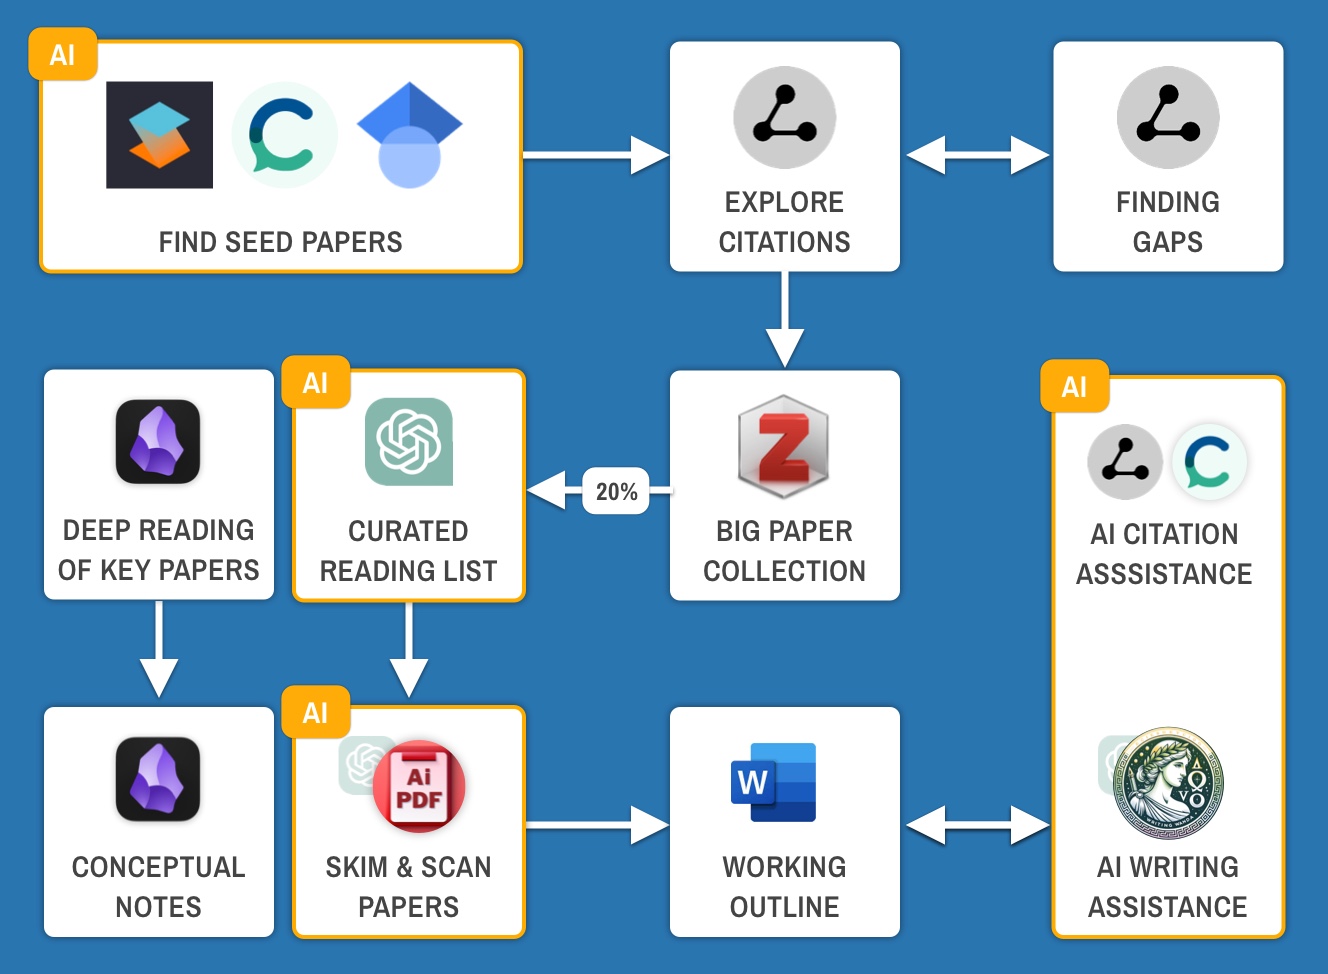 AI
FIND SEED PAPERS
EXPLORE
CITATIONS
FINDING
GAPS
DEEP READING
OF KEY PAPERS
AI
CURATED
READING LIST
20%
Z
BIG PAPER
COLLECTION
AI
AI CITATION
ASSSISTANCE
CONCEPTUAL
NOTES
AI
Ai
PDF
SKIM & SCAN
PAPERS
W
WORKING
OUTLINE
WRITING WANDA
AI WRITING
ASSISTANCE